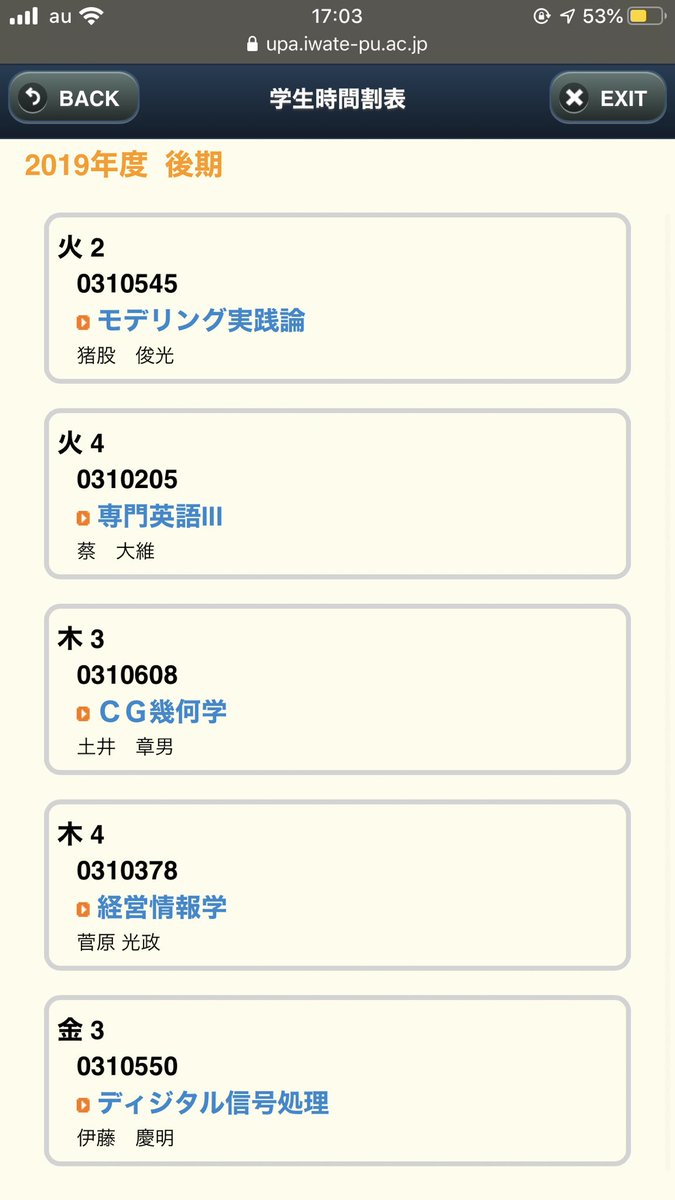 au 17:03 53%
upa.iwate-pu.ac.jp
BACK 学生時間割表 EXIT
2019年度 後期
火 2
0310545
モデリング実践論
猪股　俊光
火 4
0310205
専門英語III
蔡　大維
木 3
0310608
ＣＧ幾何学
土井　章男
木 4
0310378
経営情報学
菅原 光政
金 3
0310550
ディジタル信号処理
伊藤　慶明